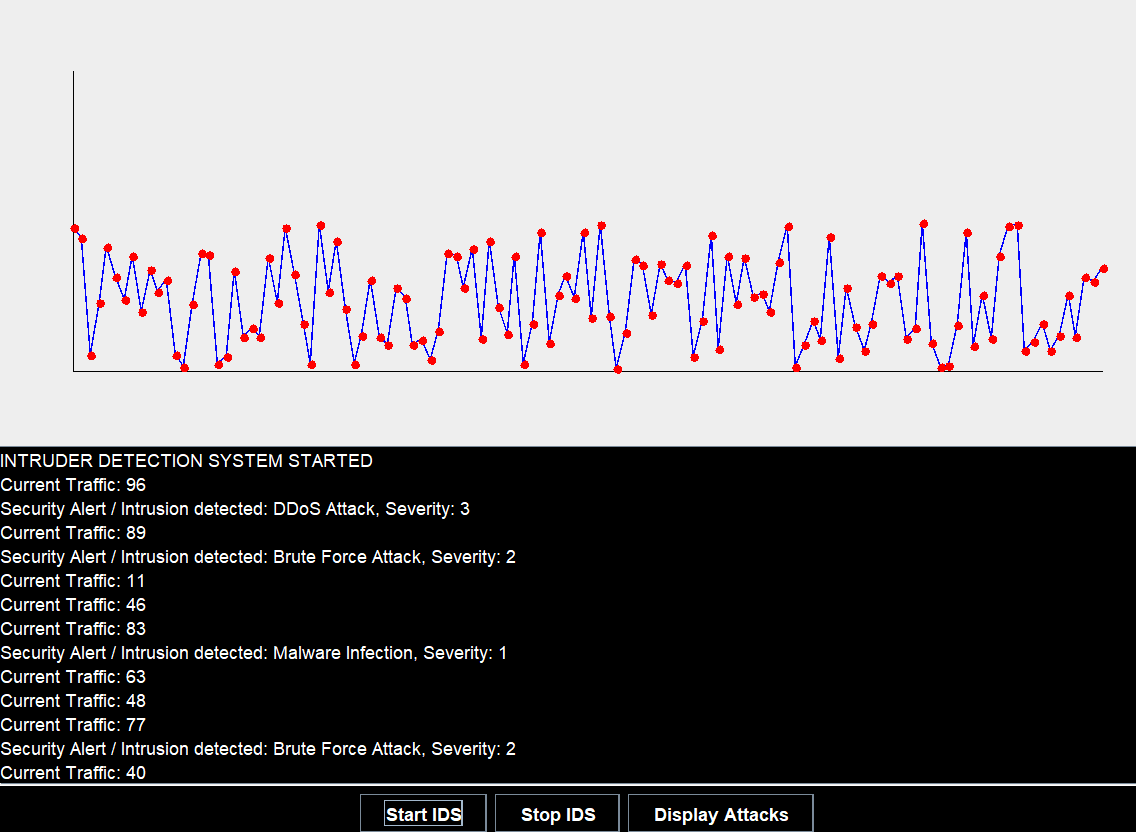 INTRUDER DETECTION SYSTEM STARTED
Current Traffic: 96
Security Alert / Intrusion detected: DDoS Attack, Severity: 3
Current Traffic: 89
Security Alert / Intrusion detected: Brute Force Attack, Severity: 2
Current Traffic: 11
Current Traffic: 46
Current Traffic: 83
Security Alert / Intrusion detected: Malware Infection, Severity: 1
Current Traffic: 63
Current Traffic: 48
Current Traffic: 77
Security Alert / Intrusion detected: Brute Force Attack, Severity: 2
Current Traffic: 40
Start IDS Stop IDS Display Attacks